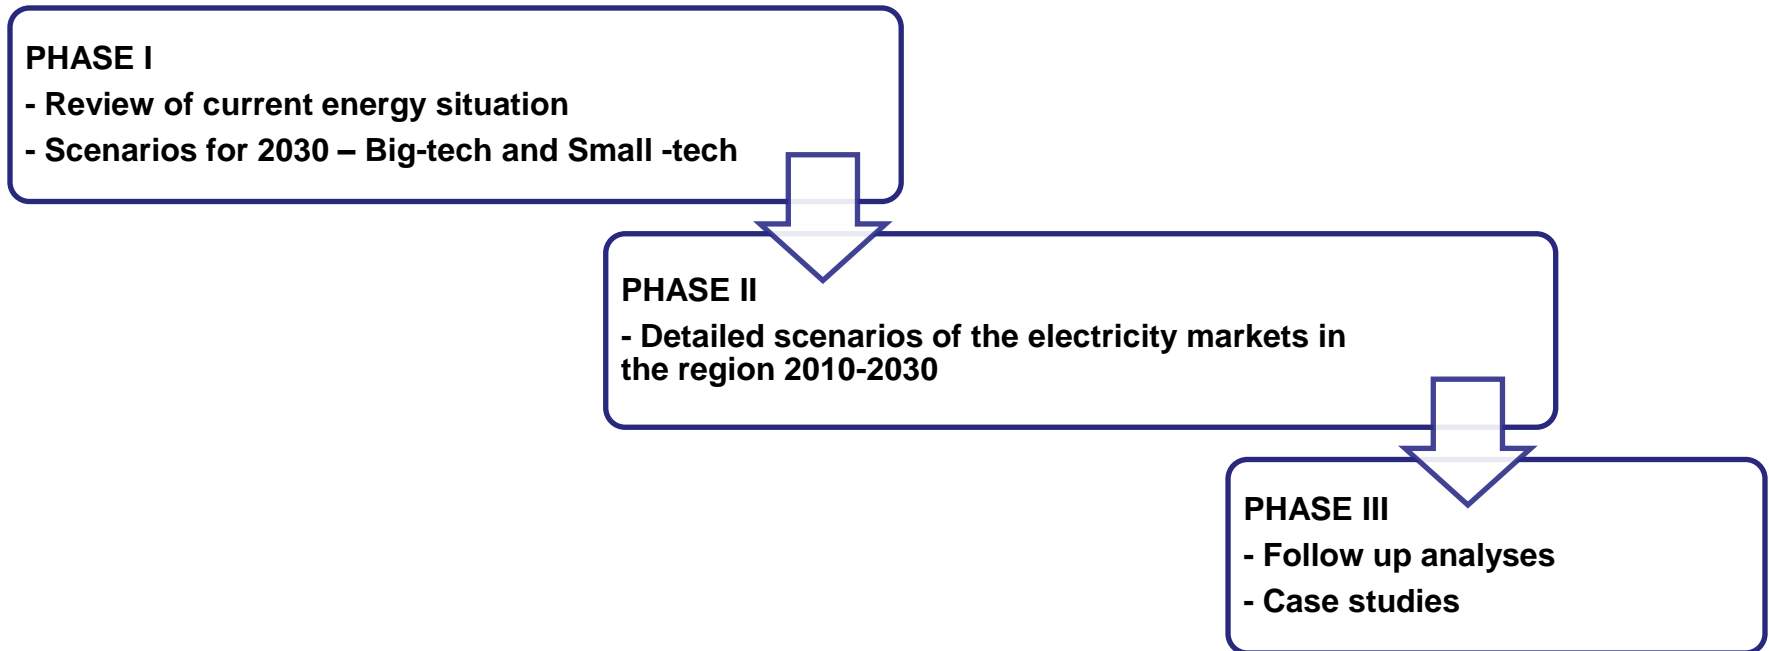 PHASE I
- Review of current energy situation
- Scenarios for 2030 – Big-tech and Small -tech
PHASE II
- Detailed scenarios of the electricity markets in
the region 2010-2030
PHASE III
- Follow up analyses
- Case studies